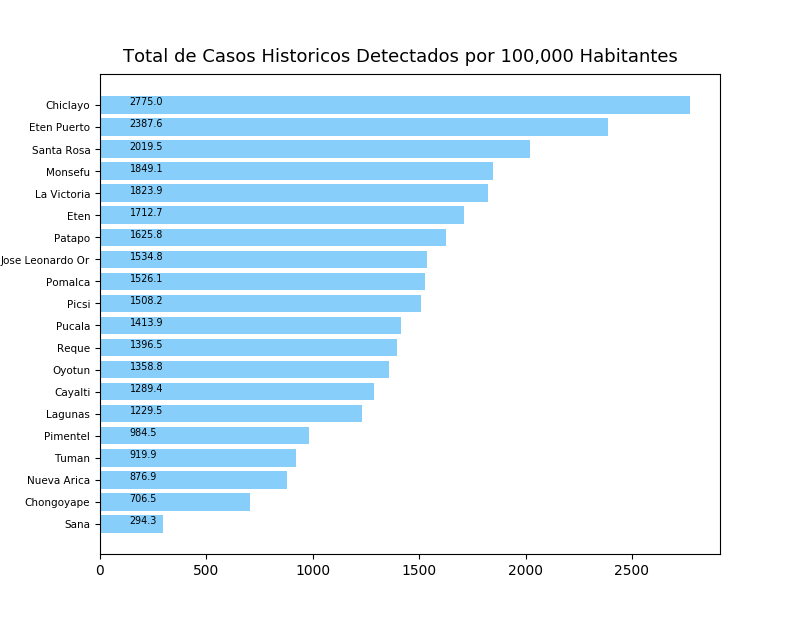 Total de Casos Historicos Detectados por 100,000 Habitantes
Chiclayo 2775.0
Eten Puerto 2387.6
Santa Rosa 2019.5
Monsefu 1849.1
La Victoria 1823.9
Eten 1712.7
Patapo 1625.8
Jose Leonardo Or 1534.8
Pomalca 1526.1
Picsi 1508.2
Pucala 1413.9
Reque 1396.5
Oyotun 1358.8
Cayalti 1289.4
Lagunas 1229.5
Pimentel 984.5
Tuman 919.9
Nueva Arica 876.9
Chongoyape 706.5
Sana 294.3
0 500 1000 1500 2000 2500